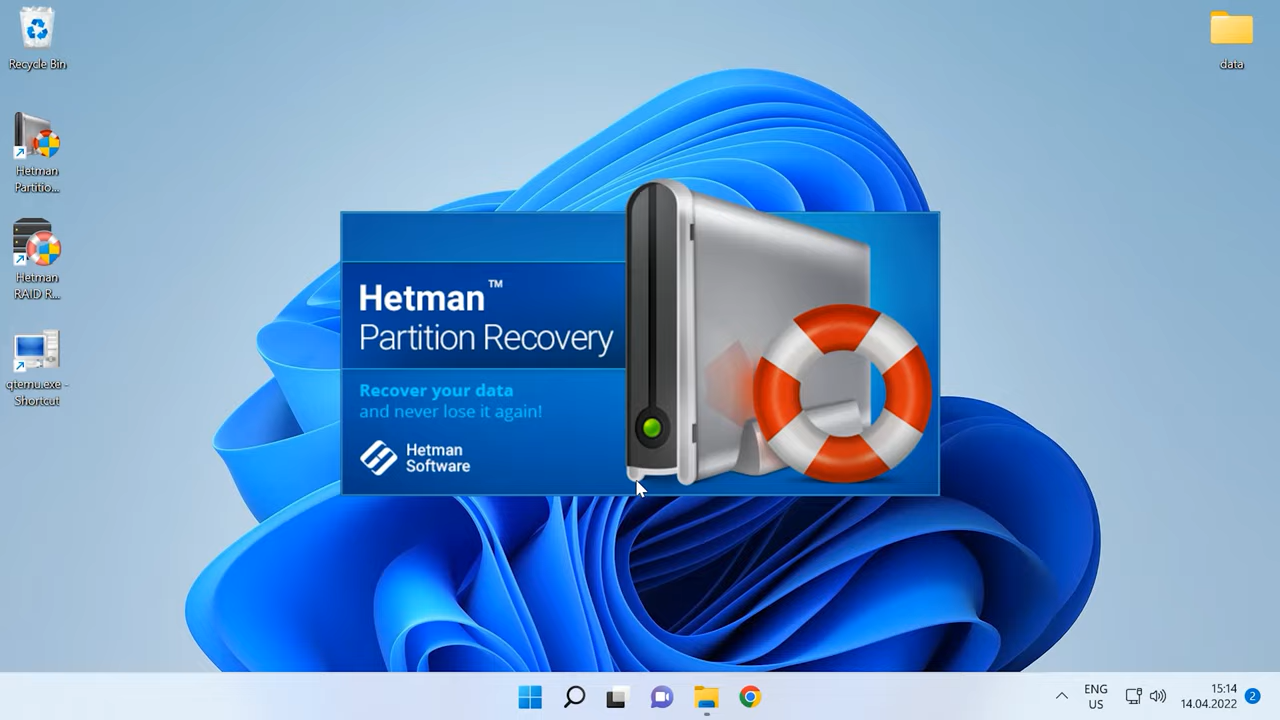 Recycle Bin
data
Hetman
Partitio...
Hetman
RAID R...
qtemu.exe -
Shortcut
Hetman™
Partition Recovery
Recover your data
and never lose it again!
Hetman
Software
ENG
US
15:14
14.04.2022
2